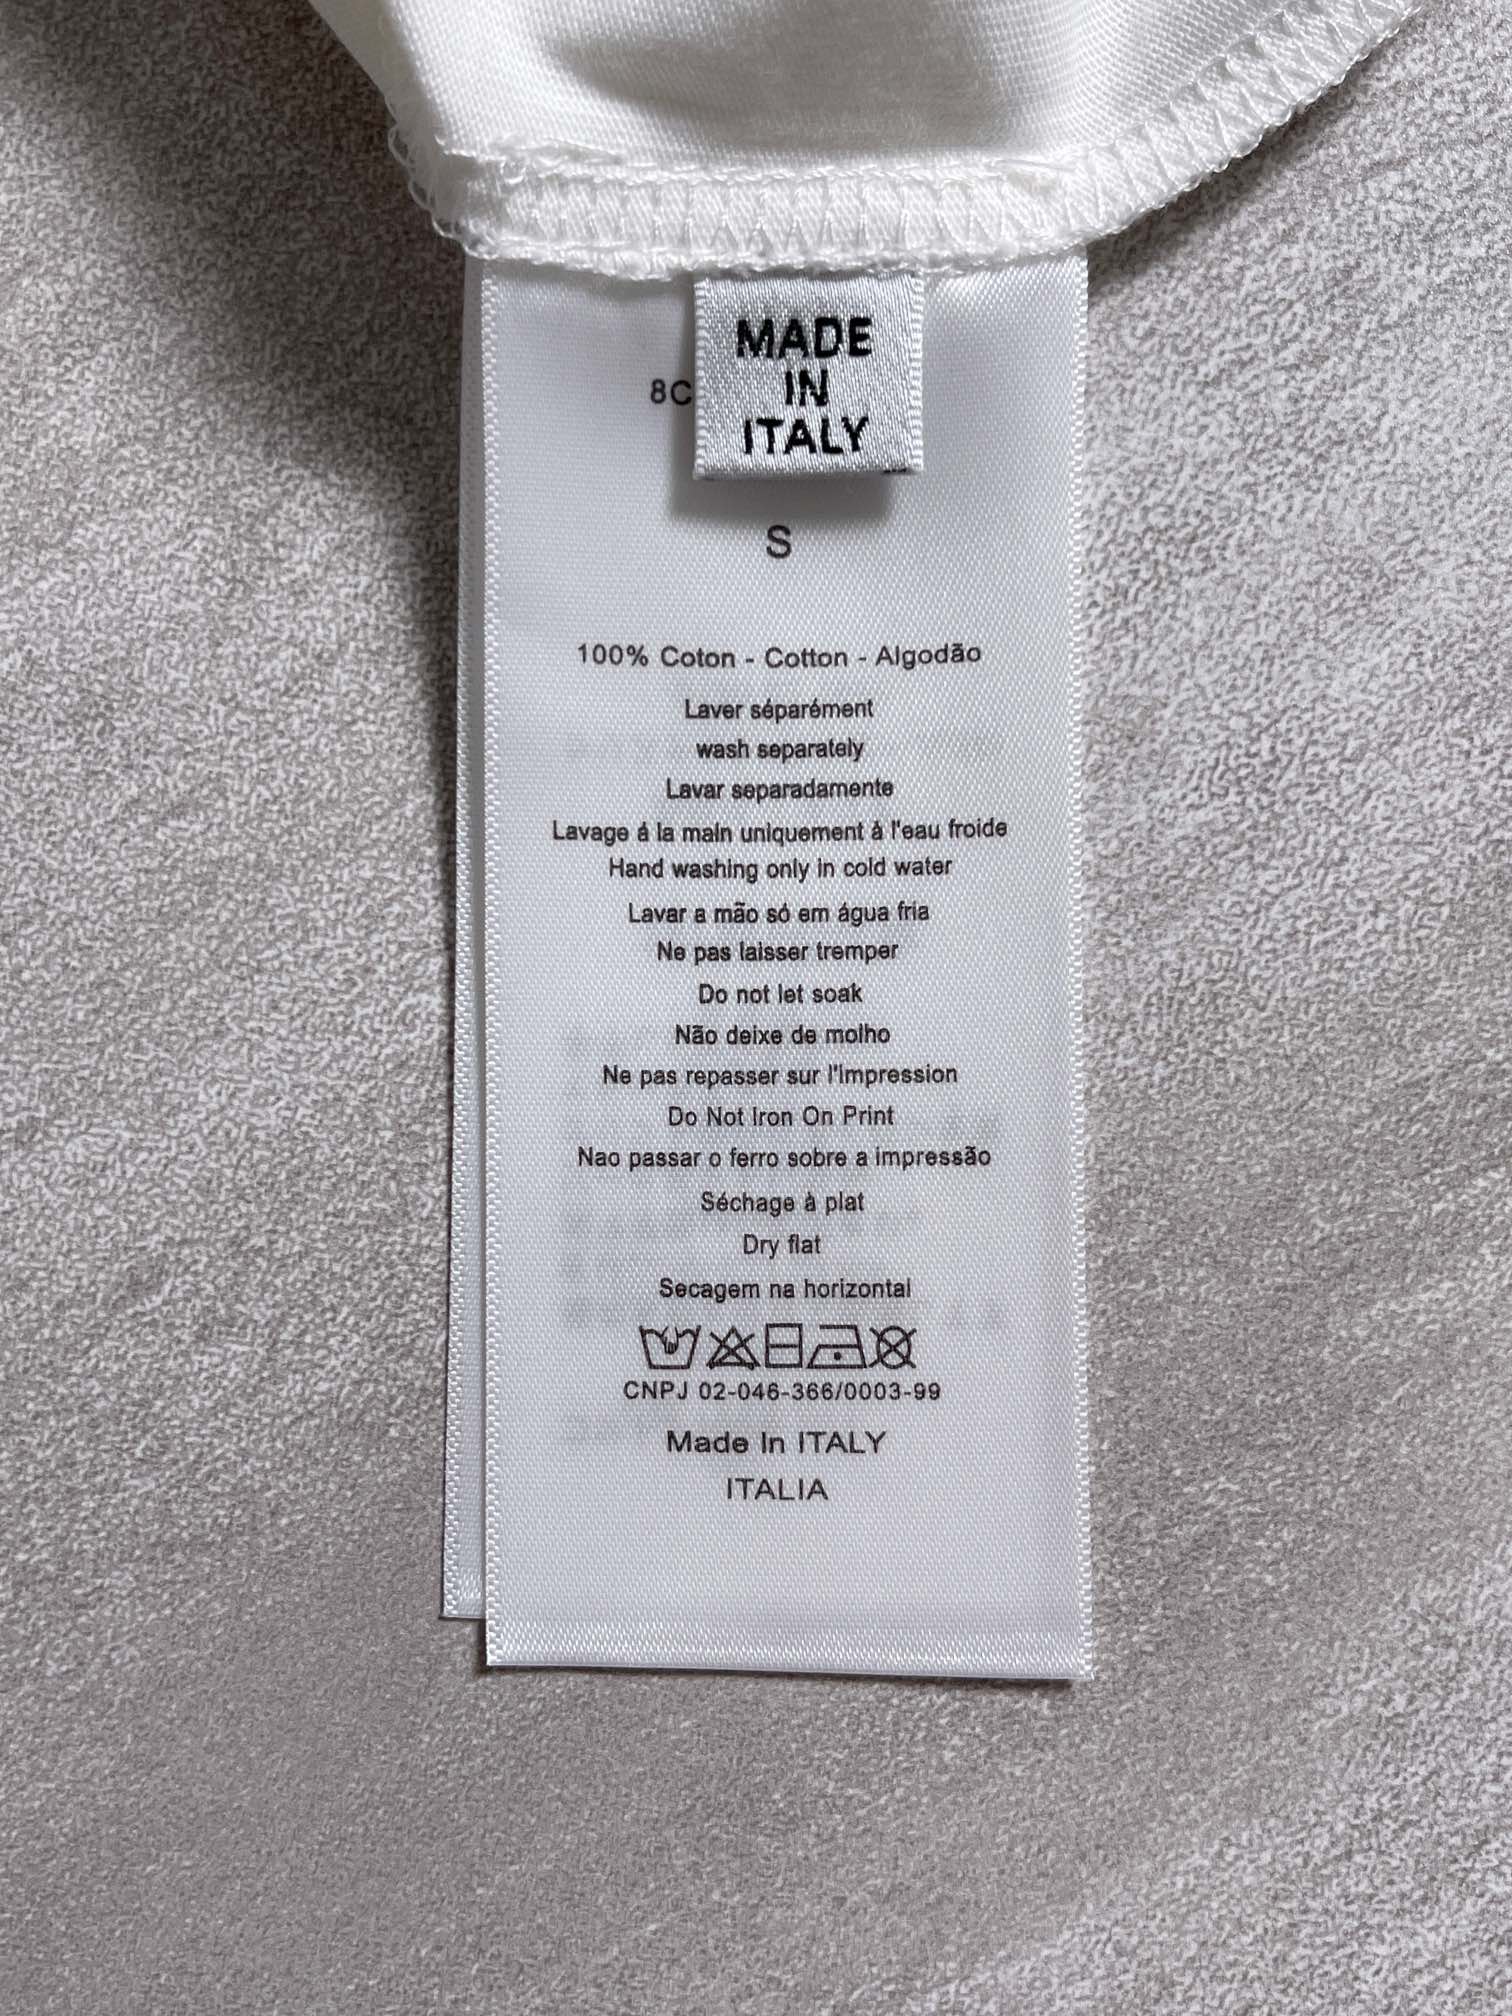 MADE
IN
ITALY
8C
S
100% Coton - Cotton - Algodão
Laver séparément
wash separately
Lavar separadamente
Lavage á la main uniquement à l'eau froide
Hand washing only in cold water
Lavar a mão só em água fria
Ne pas laisser tremper
Do not let soak
Não deixe de molho
Ne pas repasser sur l'impression
Do Not Iron On Print
Nao passar o ferro sobre a impressão
Séchage à plat
Dry flat
Secagem na horizontal
CNPJ 02-046-366/0003-99
Made In ITALY
ITALIA